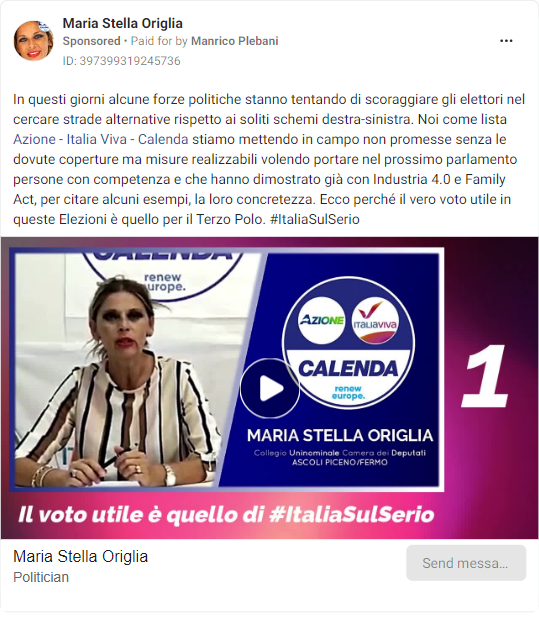 Maria Stella Origlia
Sponsored • Paid for by Manrico Plebani
ID: 397399319245736
In questi giorni alcune forze politiche stanno tentando di scoraggiare gli elettori nel
cercare strade alternative rispetto ai soliti schemi destra-sinistra. Noi come lista
Azione - Italia Viva - Calenda stiamo mettendo in campo non promesse senza le
dovute coperture ma misure realizzabili volendo portare nel prossimo parlamento
persone con competenza e che hanno dimostrato già con Industria 4.0 e Family
Act, per citare alcuni esempi, la loro concretezza. Ecco perché il vero voto utile in
queste Elezioni è quello per il Terzo Polo. #ItaliaSulSerio
CALENDA
renew
europe.
AZIONE
ITALIAVIVA
CALENDA
renew
europe.
1
MARIA STELLA ORIGLIA
Collegio Uninominale Camera dei Deputati
ASCOLI PICENO/FERMO
Il voto utile è quello di #ItaliaSulSerio
Maria Stella Origlia
Politician
Send messa...